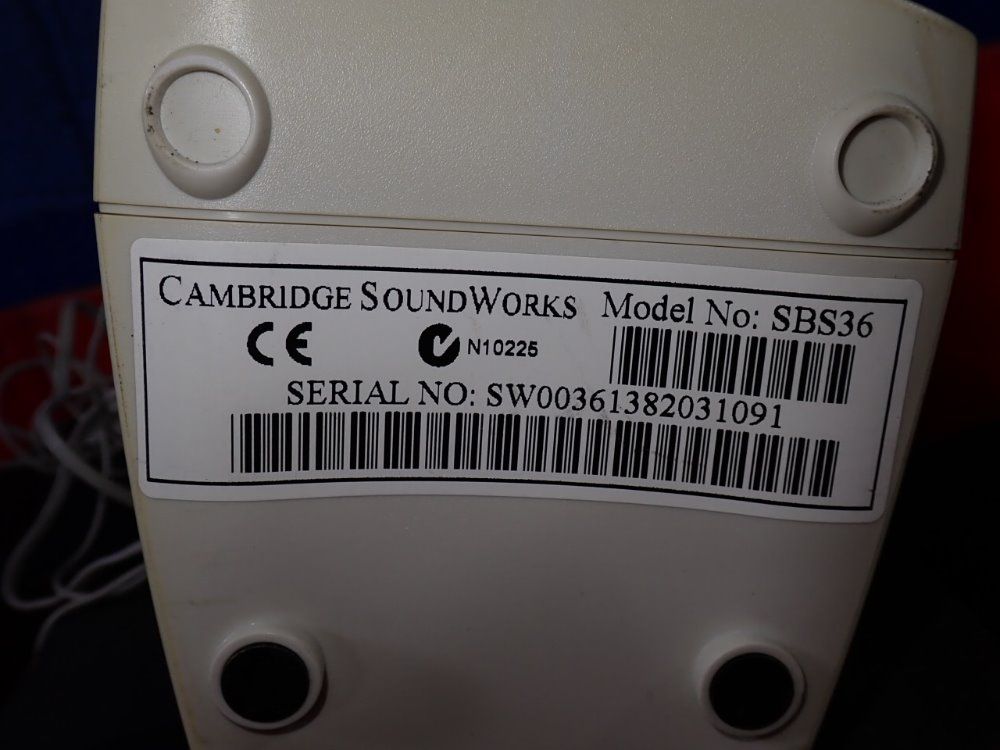 CAMBRIDGE SOUNDWORKS Model No: SBS36
CE N10225
SERIAL NO: SW00361382031091